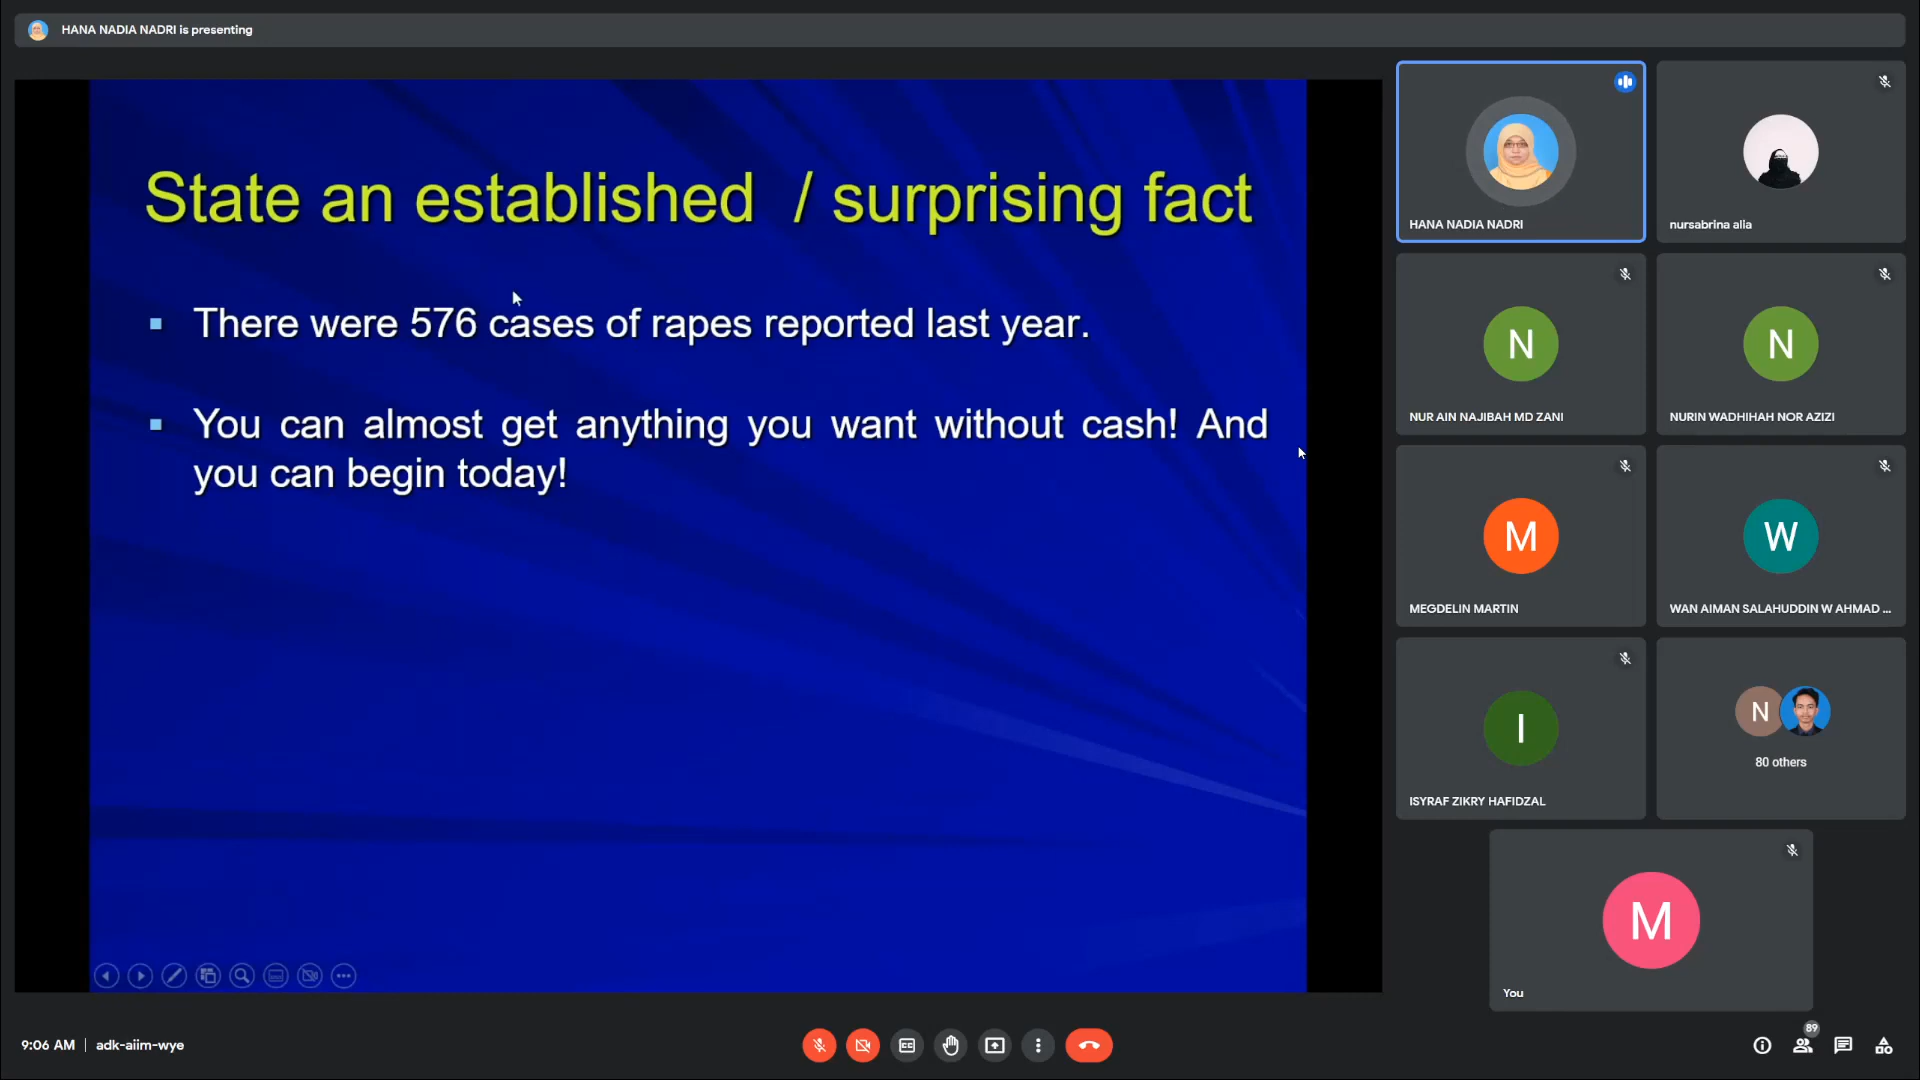 HANA NADIA NADRI is presenting
State an established / surprising fact
There were 576 cases of rapes reported last year.
You can almost get anything you want without cash! And
you can begin today!
HANA NADIA NADRI
nursabrina alia
N
NUR AIN NAJIBAH MD ZANI
N
NURIN WADHIHAH NOR AZIZI
M
MEGDELIN MARTIN
W
WAN AIMAN SALAHUDDIN W AHMAD ...
I
ISYRAF ZIKRY HAFIDZAL
N
80 others
M
You
9:06 AM | adk-aiim-wye
89